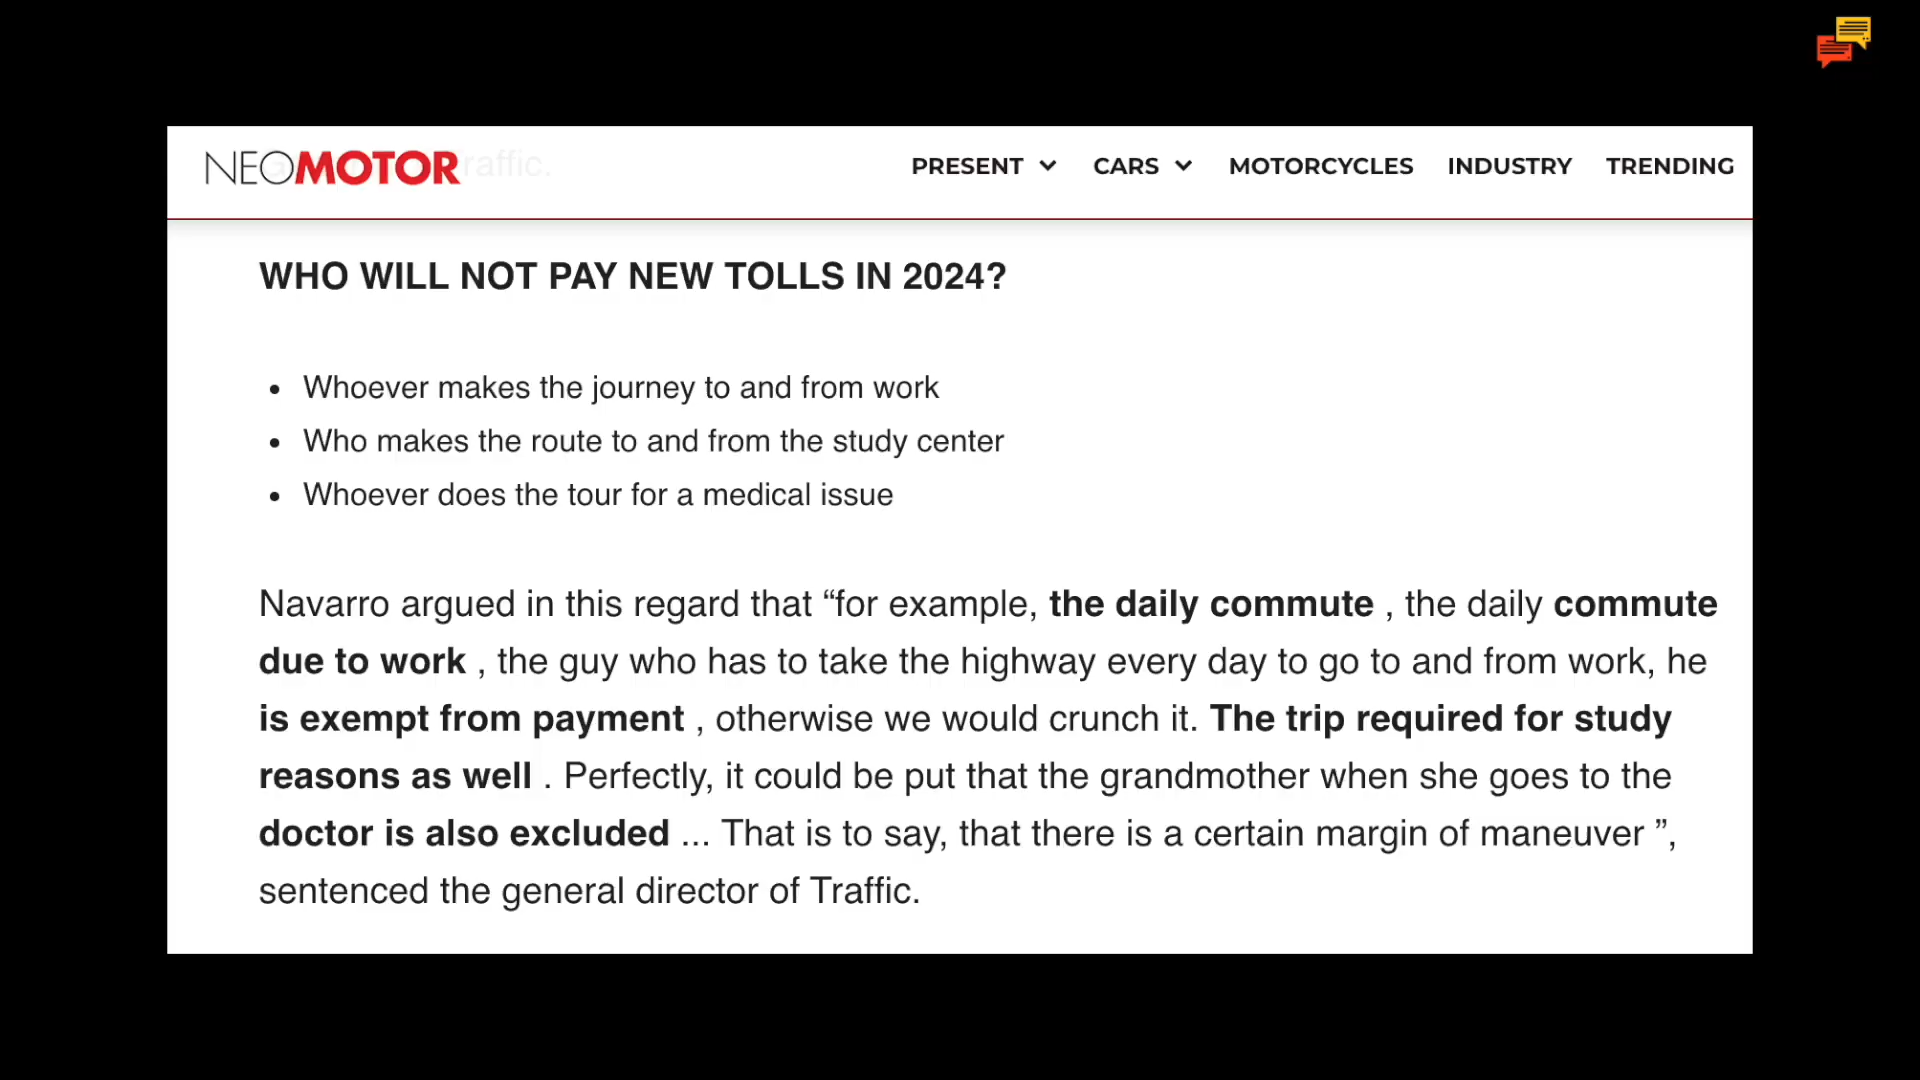 NEOMOTOR raffic.
PRESENT CARS MOTORCYCLES INDUSTRY TRENDING
WHO WILL NOT PAY NEW TOLLS IN 2024?
• Whoever makes the journey to and from work
• Who makes the route to and from the study center
• Whoever does the tour for a medical issue
Navarro argued in this regard that “for example, the daily commute , the daily commute
due to work , the guy who has to take the highway every day to go to and from work, he
is exempt from payment , otherwise we would crunch it. The trip required for study
reasons as well . Perfectly, it could be put that the grandmother when she goes to the
doctor is also excluded ... That is to say, that there is a certain margin of maneuver ”,
sentenced the general director of Traffic.